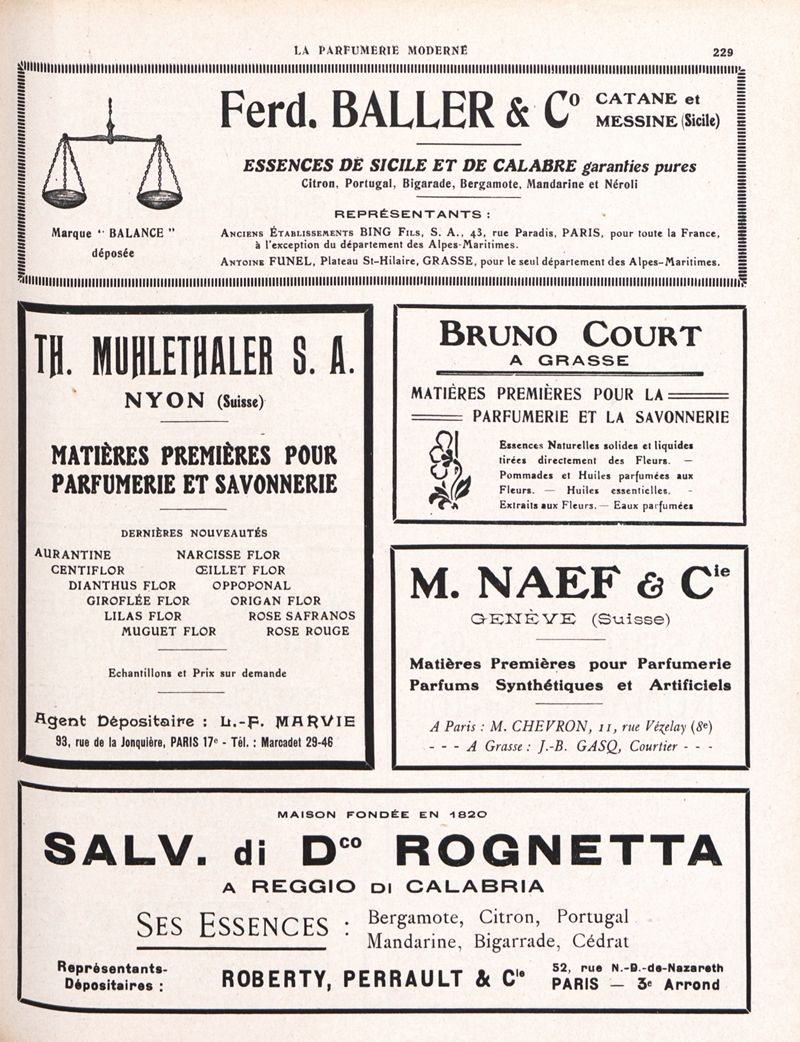 LA PARFUMERIE MODERNE
229
Ferd. BALLER & Co
CATANE et
MESSINE (Sicile)
ESSENCES DE SICILE ET DE CALABRE garanties pures
Citron, Portugal, Bigarade, Bergamote, Mandarine et Néroli
REPRÉSENTANTS :
ANCIENS ÉTABLISSEMENTS BING FILS, S. A., 43, rue Paradis, PARIS, pour toute la France,
à l'exception du département des Alpes-Maritimes.
ANTOINE FUNEL, Plateau St-Hilaire, GRASSE, pour le seul département des Alpes-Maritimes.
Marque "BALANCE"
déposée
TH. MUHLETHALER S. A.
NYON (Suisse)
MATIÈRES PREMIÈRES POUR
PARFUMERIE ET SAVONNERIE
DERNIÈRES NOUVEAUTÉS
AURANTINE NARCISSE FLOR
CENTIFLOR ŒILLET FLOR
DIANTHUS FLOR OPPOPONAL
GIROFLÉE FLOR ORIGAN FLOR
LILAS FLOR ROSE SAFRANOS
MUGUET FLOR ROSE ROUGE
Echantillons et Prix sur demande
Agent Dépositaire : L.-F. MARVIE
93, rue de la Jonquière, PARIS 17e - Tél. : Marcadet 29-46
BRUNO COURT
A GRASSE
MATIÈRES PREMIÈRES POUR LA
PARFUMERIE ET LA SAVONNERIE
Essences Naturelles solides et liquides
tirées directement des Fleurs. —
Pommades et Huiles parfumées aux
Fleurs. — Huiles essentielles. -
Extraits aux Fleurs. — Eaux parfumées
M. NAEF & Cie
GENÈVE (Suisse)
Matières Premières pour Parfumerie
Parfums Synthétiques et Artificiels
A Paris : M. CHEVRON, 11, rue Vézelay (8e)
- - - A Grasse : J.-B. GASQ, Courtier - - -
MAISON FONDÉE EN 1820
SALV. di Dco ROGNETTA
A REGGIO DI CALABRIA
SES ESSENCES :
Bergamote, Citron, Portugal
Mandarine, Bigarrade, Cédrat
Représentants-
Dépositaires :
ROBERTY, PERRAULT & Cie
52, rue N.-D.-de-Nazareth
PARIS — 3e Arrond